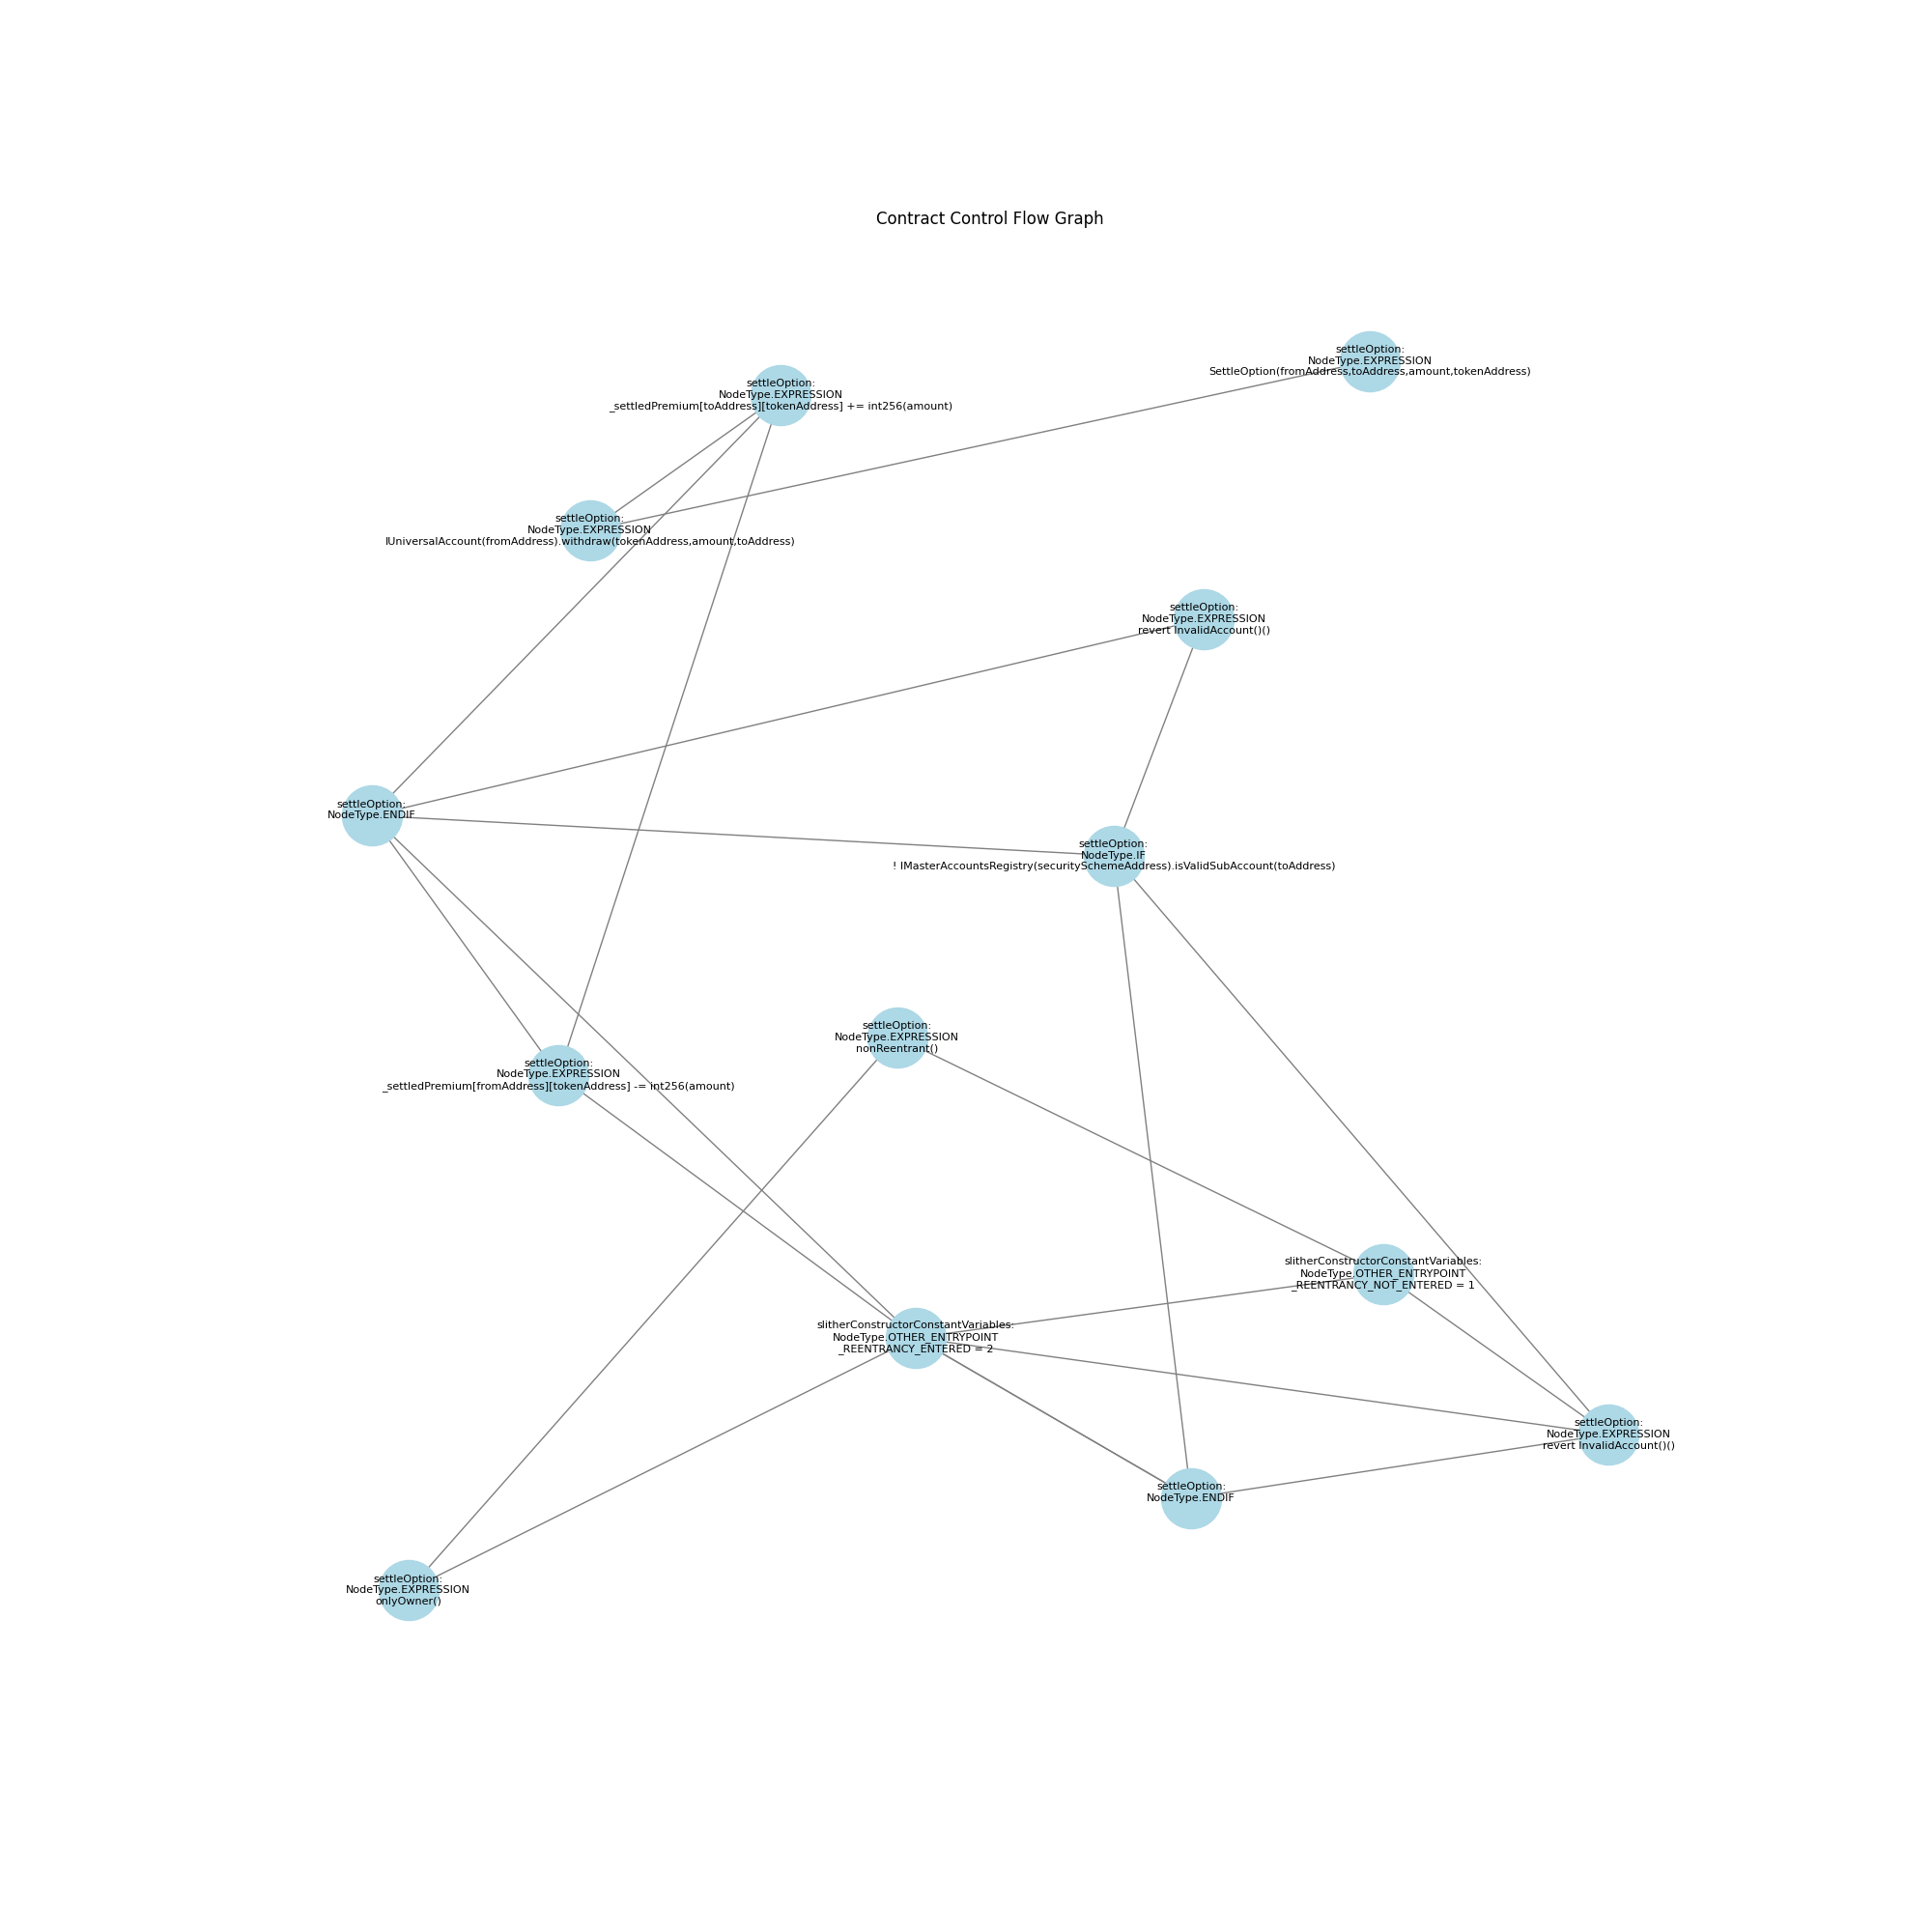 Contract Control Flow Graph
settleOption:
NodeType.EXPRESSION
SettleOption(fromAddress,toAddress,amount,tokenAddress)
settleOption:
NodeType.EXPRESSION
_settledPremium[toAddress][tokenAddress] += int256(amount)
settleOption:
NodeType.EXPRESSION
IUniversalAccount(fromAddress).withdraw(tokenAddress,amount,toAddress)
settleOption:
NodeType.EXPRESSION
revert InvalidAccount()()
settleOption:
NodeType.ENDIF
settleOption:
NodeType.IF
! IMasterAccountsRegistry(securitySchemeAddress).isValidSubAccount(toAddress)
settleOption:
NodeType.EXPRESSION
nonReentrant()
settleOption:
NodeType.EXPRESSION
_settledPremium[fromAddress][tokenAddress] -= int256(amount)
slitherConstructorConstantVariables:
NodeType.OTHER_ENTRYPOINT
_REENTRANCY_NOT_ENTERED = 1
slitherConstructorConstantVariables:
NodeType.OTHER_ENTRYPOINT
_REENTRANCY_ENTERED = 2
settleOption:
NodeType.EXPRESSION
revert InvalidAccount()()
settleOption:
NodeType.ENDIF
settleOption:
NodeType.EXPRESSION
onlyOwner()